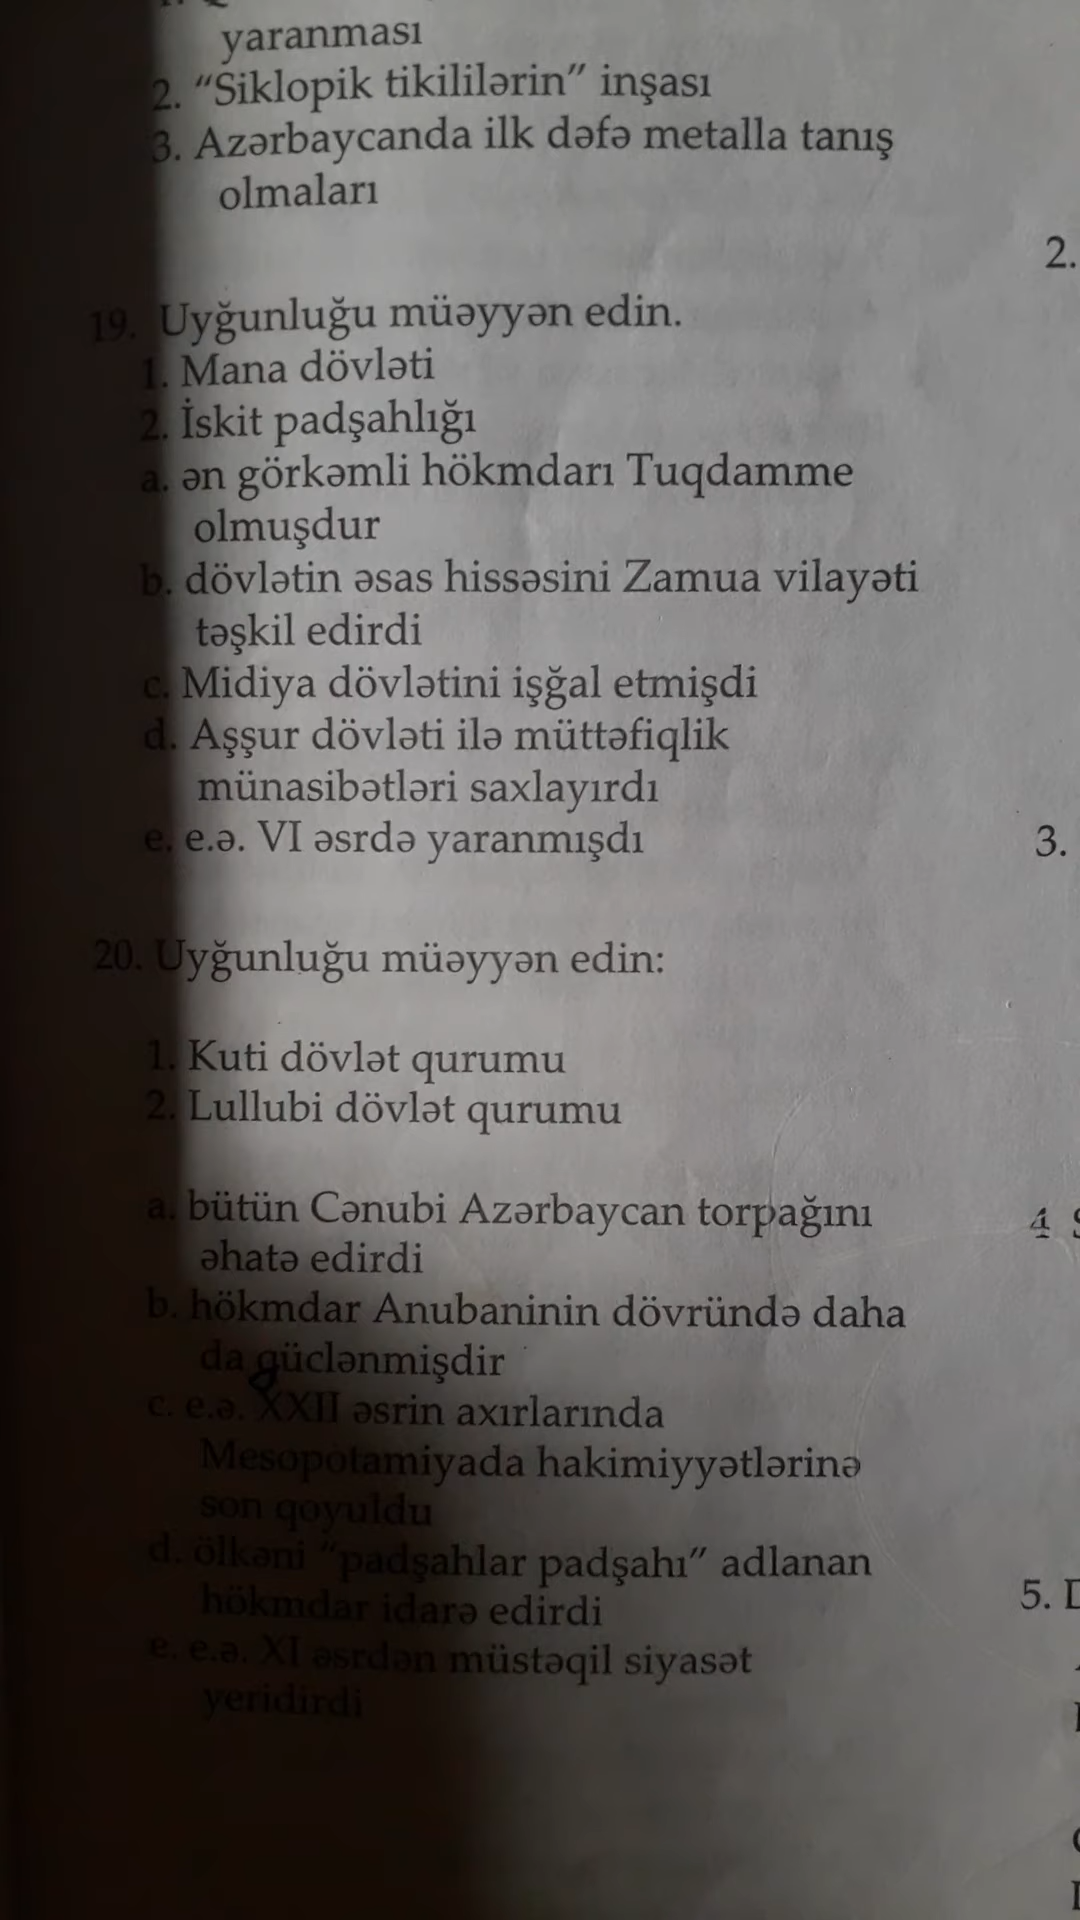 yaranması
2. “Siklopik tikililərin” inşası
3. Azərbaycanda ilk dəfə metalla tanış
olmaları
2.
19. Uyğunluğu müəyyən edin.
1. Mana dövləti
2. İskit padşahlığı
a. ən görkəmli hökmdarı Tuqdamme
olmuşdur
b. dövlətin əsas hissəsini Zamua vilayəti
təşkil edirdi
c. Midiya dövlətini işğal etmişdi
d. Aşşur dövləti ilə müttəfiqlik
münasibətləri saxlayırdı
e. e.ə. VI əsrdə yaranmışdı
3.
20. Uyğunluğu müəyyən edin:
1. Kuti dövlət qurumu
2. Lullubi dövlət qurumu
a. bütün Cənubi Azərbaycan torpağını
əhatə edirdi
4
b. hökmdar Anubaninin dövründə daha
da güclənmişdir
c. e.ə. XXII əsrin axırlarında
Mesopotamiyada hakimiyyətlərinə
son qoyuldu
d. ölkəni “padşahlar padşahı” adlanan
hökmdar idarə edirdi
5.
e. e.ə. XI əsrdən müstəqil siyasət
yeridirdi